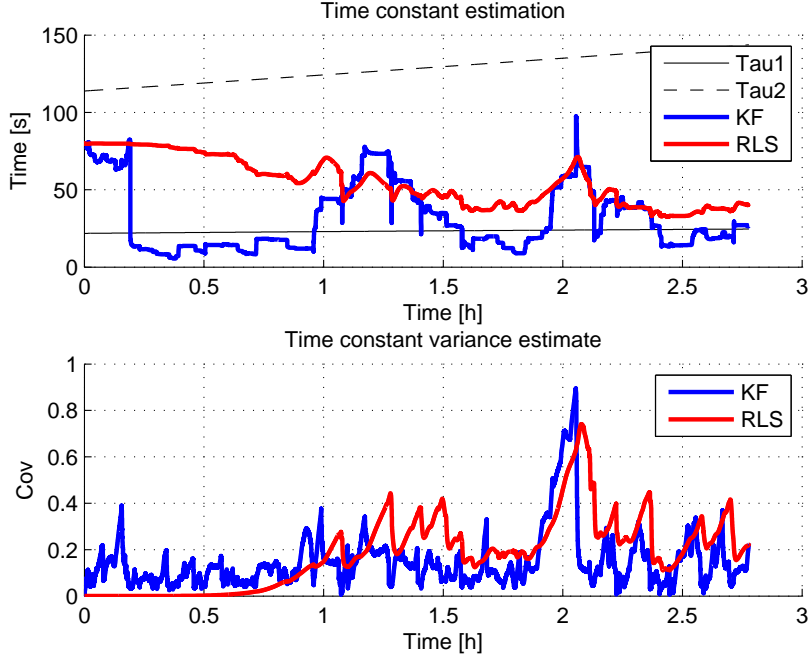 Time constant estimation
150
100
50
0
Time [s]
Tau1
Tau2
KF
RLS
0 0.5 1 1.5 2 2.5 3
Time [h]
Time constant variance estimate
1
0.8
0.6
0.4
0.2
0
Cov
KF
RLS
0 0.5 1 1.5 2 2.5 3
Time [h]